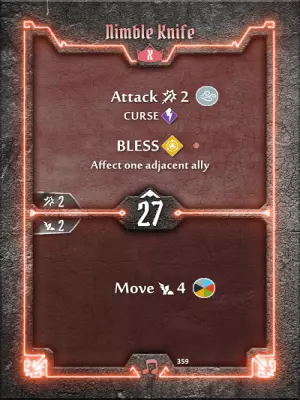 Nimble Knife
X
Attack 2
CURSE
BLESS
Affect one adjacent ally
2
27
2
Move 4
359